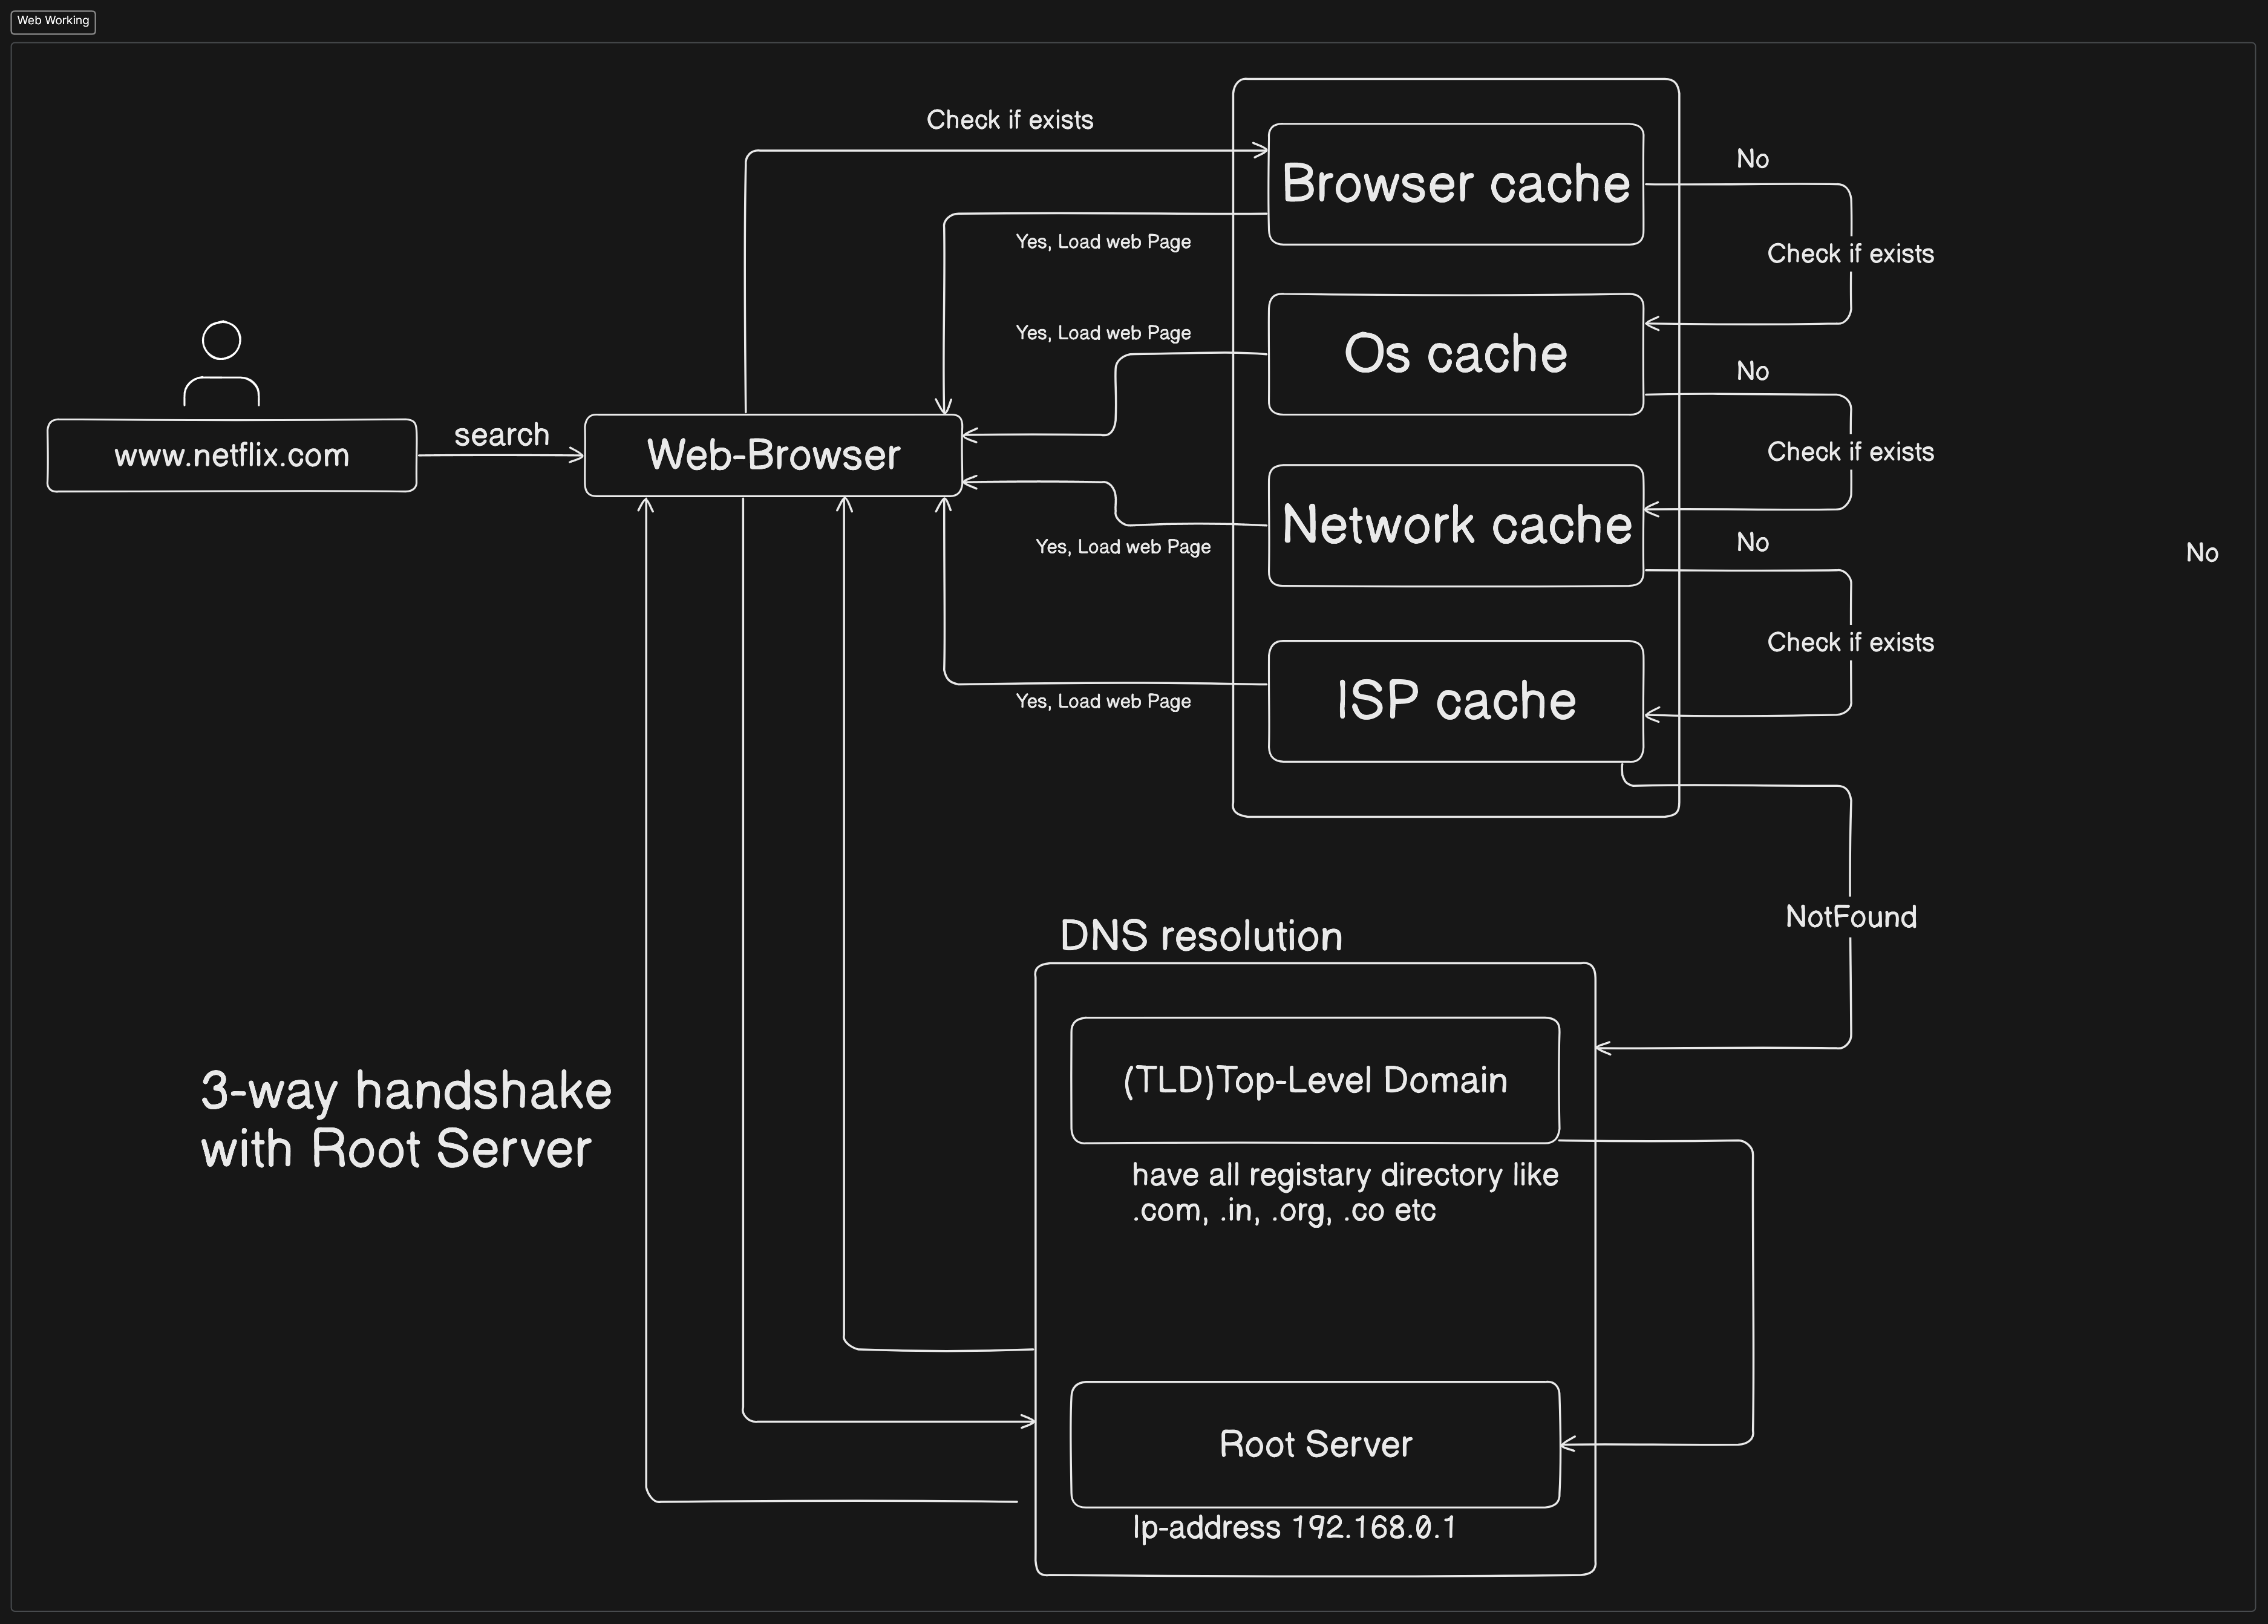 Web Working
Check if exists
Browser cache
No
Yes, Load web Page
Check if exists
Yes, Load web Page
Os cache
No
www.netflix.com
search
Web-Browser
Check if exists
Network cache
No
Yes, Load web Page
No
Check if exists
ISP cache
Yes, Load web Page
NotFound
DNS resolution
(TLD)Top-Level Domain
have all registary directory like
.com, .in, .org, .co etc
3-way handshake
with Root Server
Root Server
Ip-address 192.168.0.1